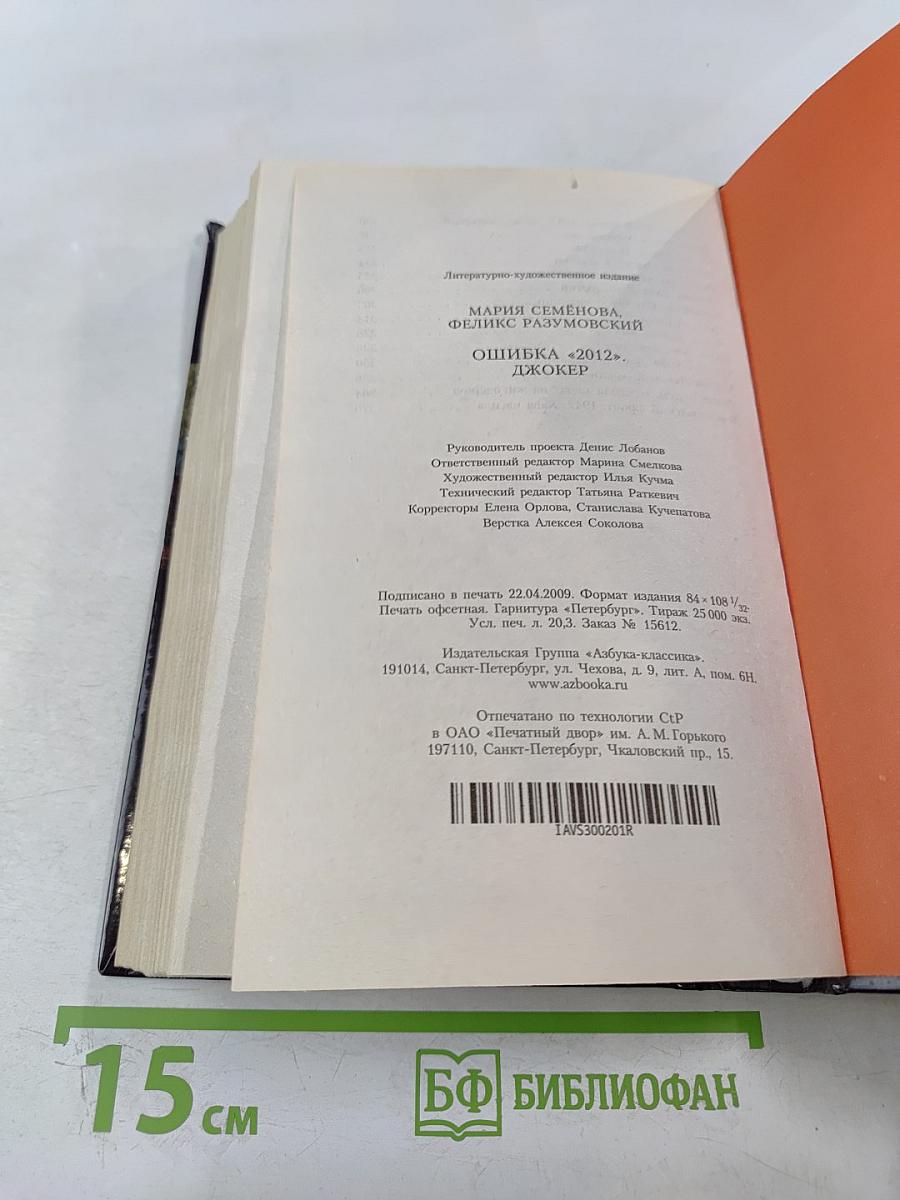 Литературно-художественное издание
МАРИЯ СЕМЁНОВА,
ФЕЛИКС РАЗУМОВСКИЙ
ОШИБКА «2012».
ДЖОКЕР
Руководитель проекта Денис Лобанов
Ответственный редактор Марина Смелкова
Художественный редактор Илья Кучма
Технический редактор Татьяна Раткевич
Корректоры Елена Орлова, Станислава Кучепатова
Верстка Алексея Соколова
Подписано в печать 22.04.2009. Формат издания 84×108 1/32.
Печать офсетная. Гарнитура «Петербург». Тираж 25 000 экз.
Усл. печ. л. 20,3. Заказ № 15612.
Издательская Группа «Азбука-классика».
191014, Санкт-Петербург, ул. Чехова, д. 9, лит. А, пом. 6Н.
www.azbooka.ru
Отпечатано по технологии CtP
в ОАО «Печатный двор» им. А. М. Горького
197110, Санкт-Петербург, Чкаловский пр., 15.
IAVS300201R
15 см
БФ БИБЛИОФАН